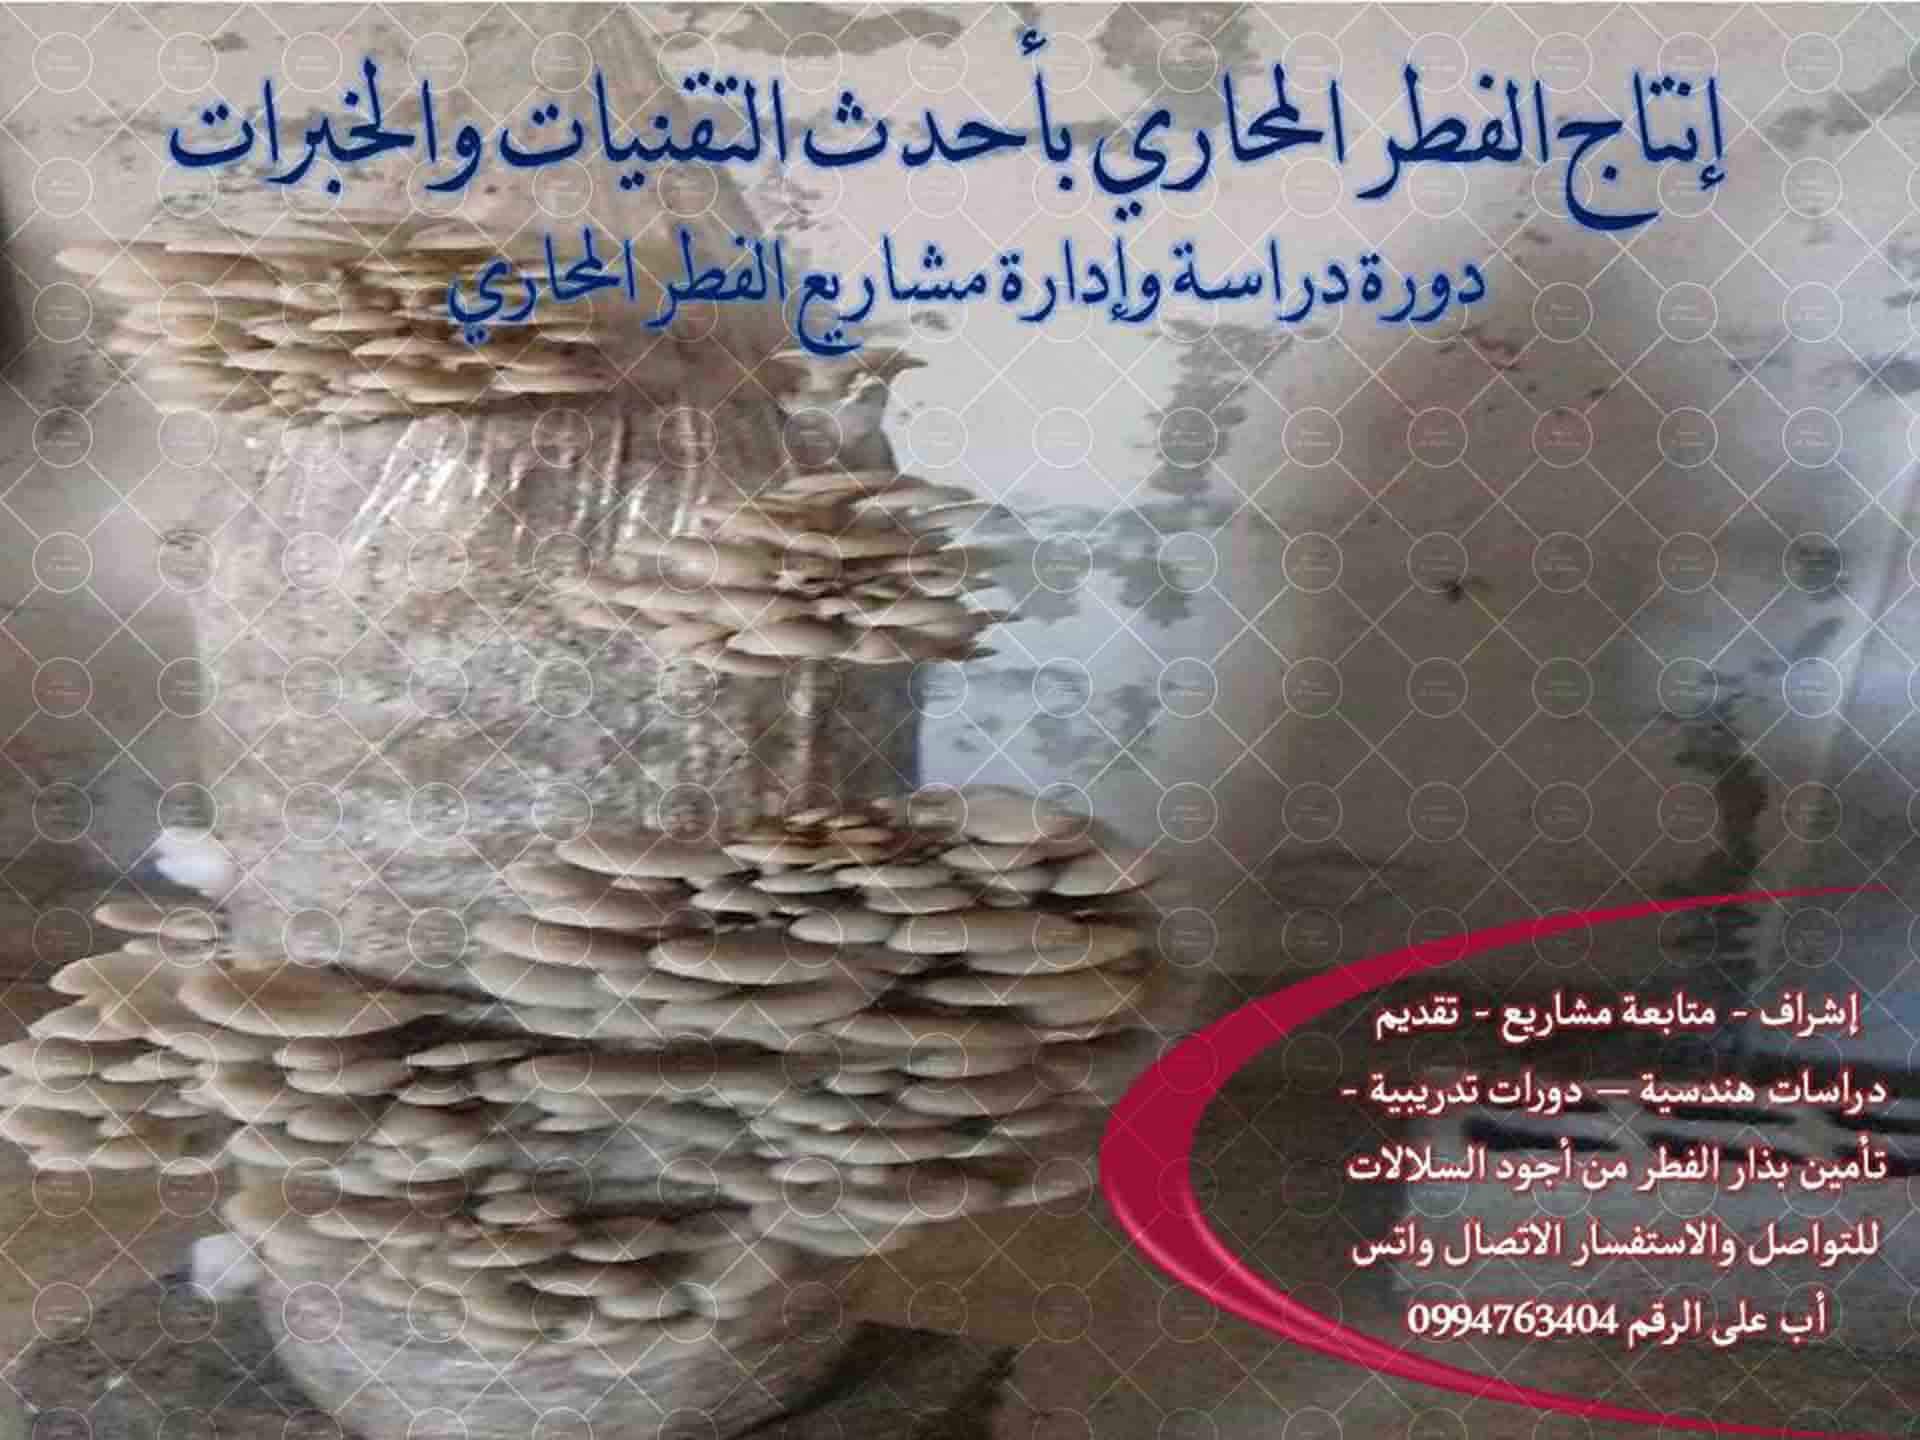 إنتاج الفطر المحاري بأحدث التقنيات والخبرات
دورة دراسة وإدارة مشاريع الفطر المحاري
إشراف - متابعة مشاريع - تقديم
دراسات هندسية – دورات تدريبية -
تأمين بذار الفطر من أجود السلالات
للتواصل والاستفسار الاتصال واتس
أب على الرقم 0994763404